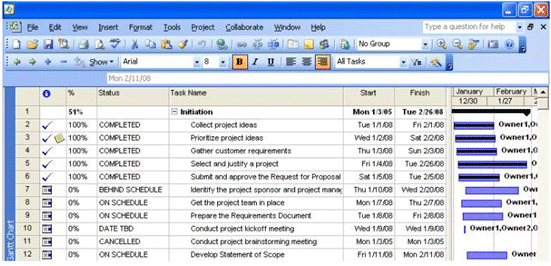 File Edit View Insert Format Tools Project Collaborate Window Help Type a question for help
No Group
Show Arial 8 B I U All Tasks
Mon 2/11/08
% Status Task Name Start Finish January February
12/30 1/27
1 51% Initiation Mon 1/3/05 Tue 2/26/08
2 100% COMPLETED Collect project ideas Tue 1/1/08 Fri 2/1/08 Owner1,O
3 100% COMPLETED Prioritize project ideas Wed 1/2/08 Sat 2/2/08 Owner1,O
4 100% COMPLETED Gather customer requirements Thu 1/3/08 Sun 2/3/08 Owner1,O
5 100% COMPLETED Select and justify a project Fri 1/4/08 Tue 2/26/08 Ow
6 100% COMPLETED Submit and approve the Request for Proposal Sat 1/5/08 Tue 2/5/08 Owner1,
7 0% BEHIND SCHEDULE Identify the project sponsor and project manag Thu 1/10/08 Wed 2/20/08 Own
8 0% ON SCHEDULE Get the project team in place Mon 1/7/08 Thu 2/7/08 Owner1,
9 0% ON SCHEDULE Prepare the Requirements Document Tue 1/8/08 Fri 2/8/08 Owner1
10 0% DATE TBD Conduct project kickoff meeting Wed 1/9/08 Wed 1/9/08 Owner1,Owner2,O
11 0% CANCELLED Conduct project brainstorming meeting Mon 1/3/05 Mon 1/3/05
12 0% ON SCHEDULE Develop Statement of Scope Fri 1/11/08 Mon 2/11/08 Owner
Gantt Chart